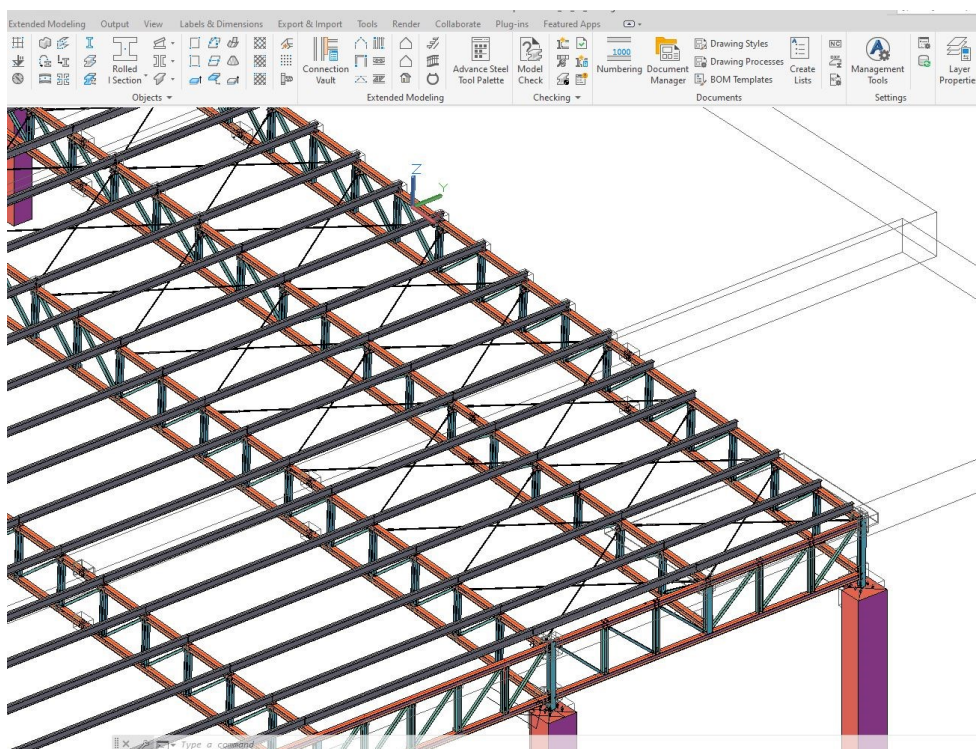 Extended Modeling Output View Labels & Dimensions Export & Import Tools Render Collaborate Plug-ins Featured Apps
Rolled
I Section
Connection
Vault
Advance Steel
Tool Palette
Model
Check
1000
Numbering
Document
Manager
Drawing Styles
Drawing Processes
BOM Templates
Create
Lists
NC
Management
Tools
Layer
Propertie
Objects Extended Modeling Checking Documents Settings
Z
Y
Type a command